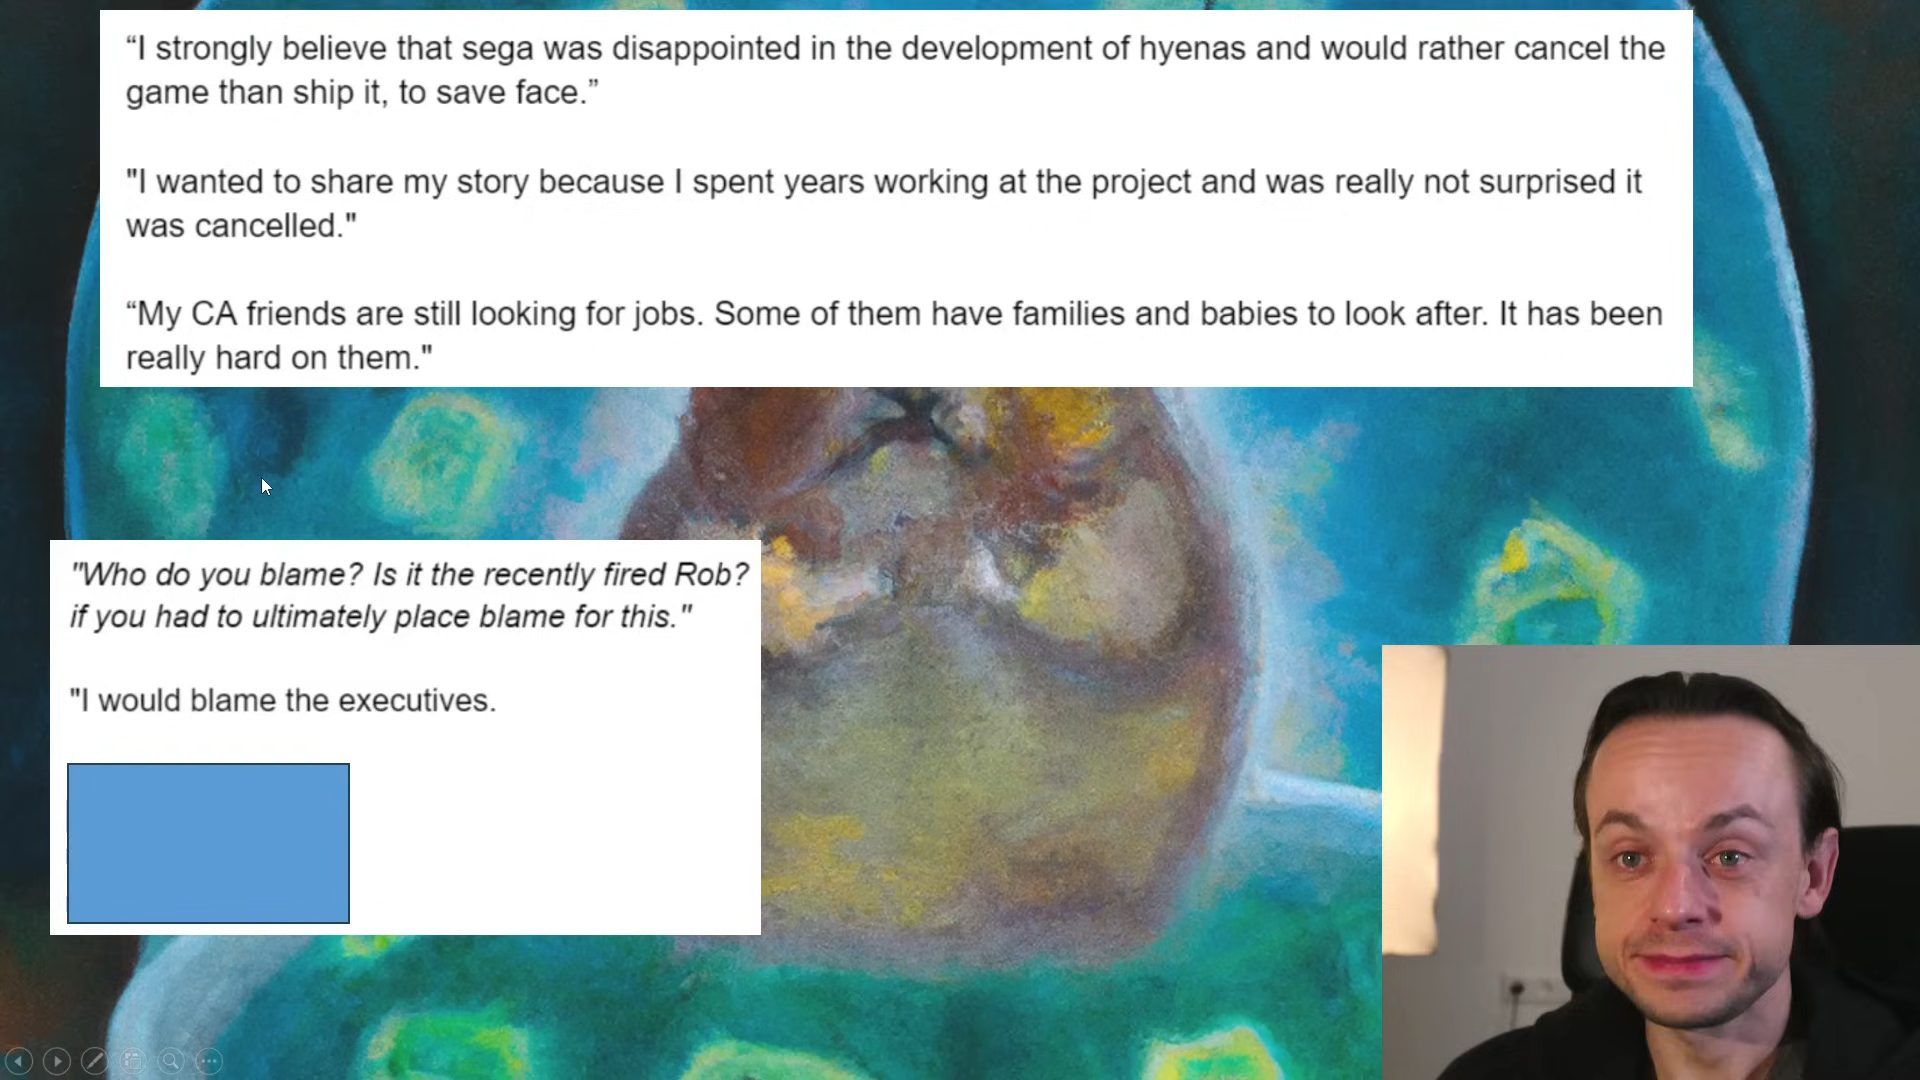 “I strongly believe that sega was disappointed in the development of hyenas and would rather cancel the
game than ship it, to save face.”
"I wanted to share my story because I spent years working at the project and was really not surprised it
was cancelled."
“My CA friends are still looking for jobs. Some of them have families and babies to look after. It has been
really hard on them."
"Who do you blame? Is it the recently fired Rob?
if you had to ultimately place blame for this."
"I would blame the executives.